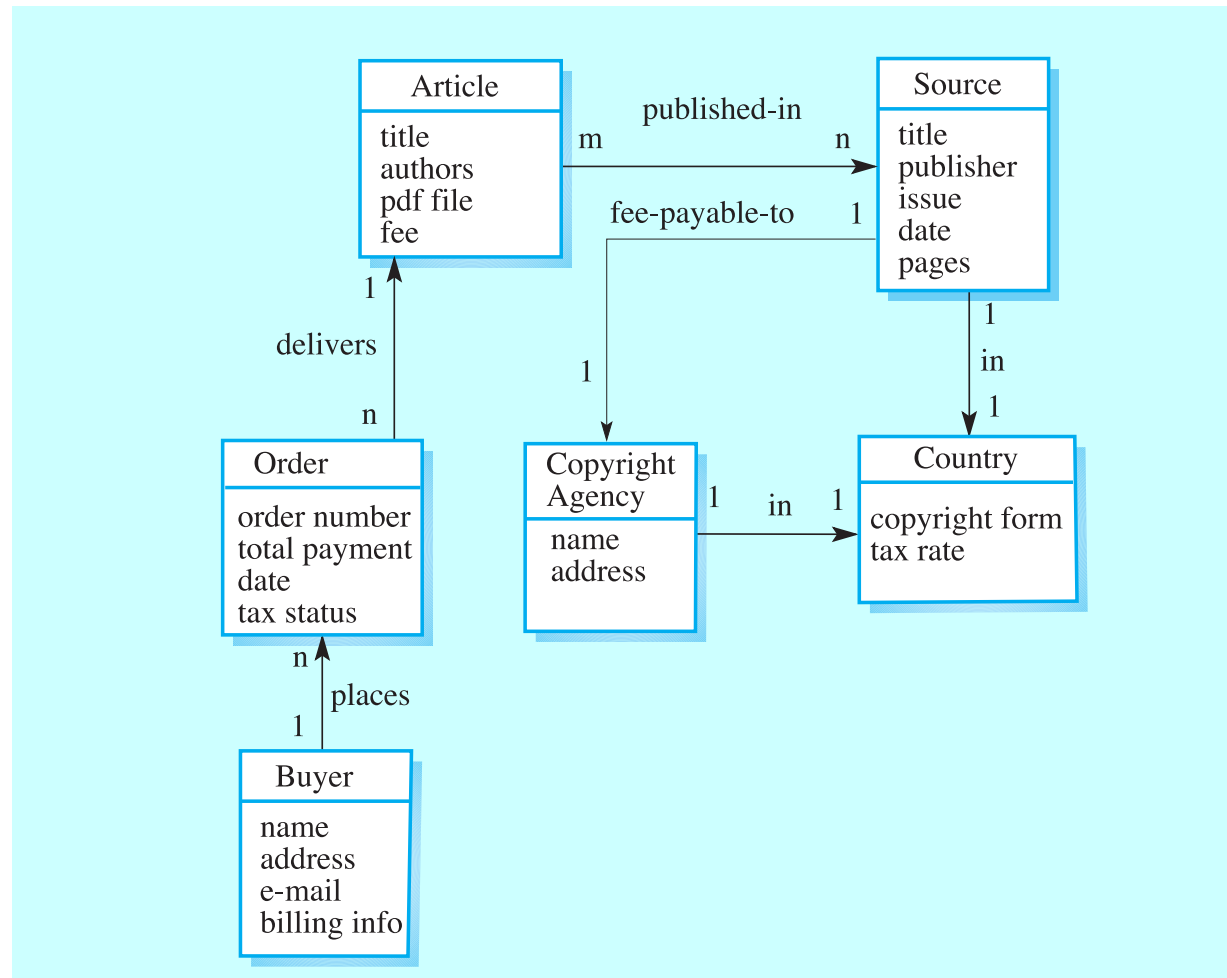 Article
title
authors
pdf file
fee
m
published-in
n
Source
title
publisher
issue
date
pages
fee-payable-to
1
1
1
delivers
n
1
in
1
Order
order number
total payment
date
tax status
Copyright
Agency
name
address
1
in
1
Country
copyright form
tax rate
n
places
1
Buyer
name
address
e-mail
billing info